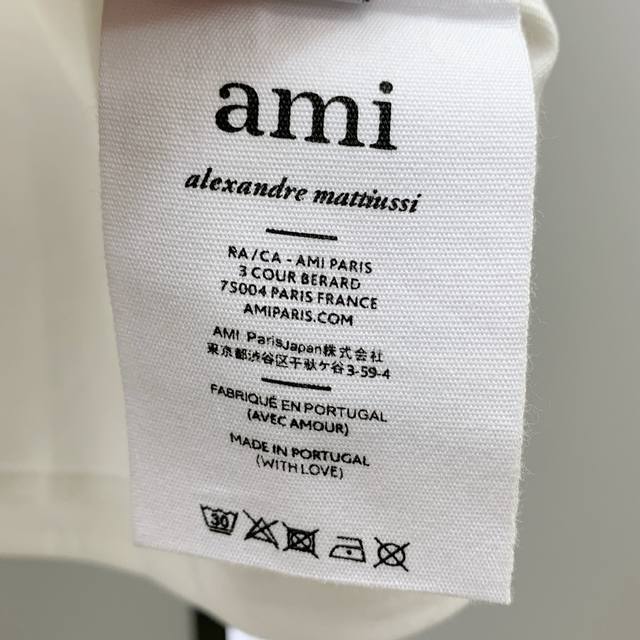 ami
alexandre mattiussi
RA / CA - AMI PARIS
3 COUR BERARD
75004 PARIS FRANCE
AMIPARIS.COM
AMI ParisJapan株式会社
東京都渋谷区千駄ケ谷3-59-4
FABRIQUÉ EN PORTUGAL
(AVEC AMOUR)
MADE IN PORTUGAL
(WITH LOVE)
30